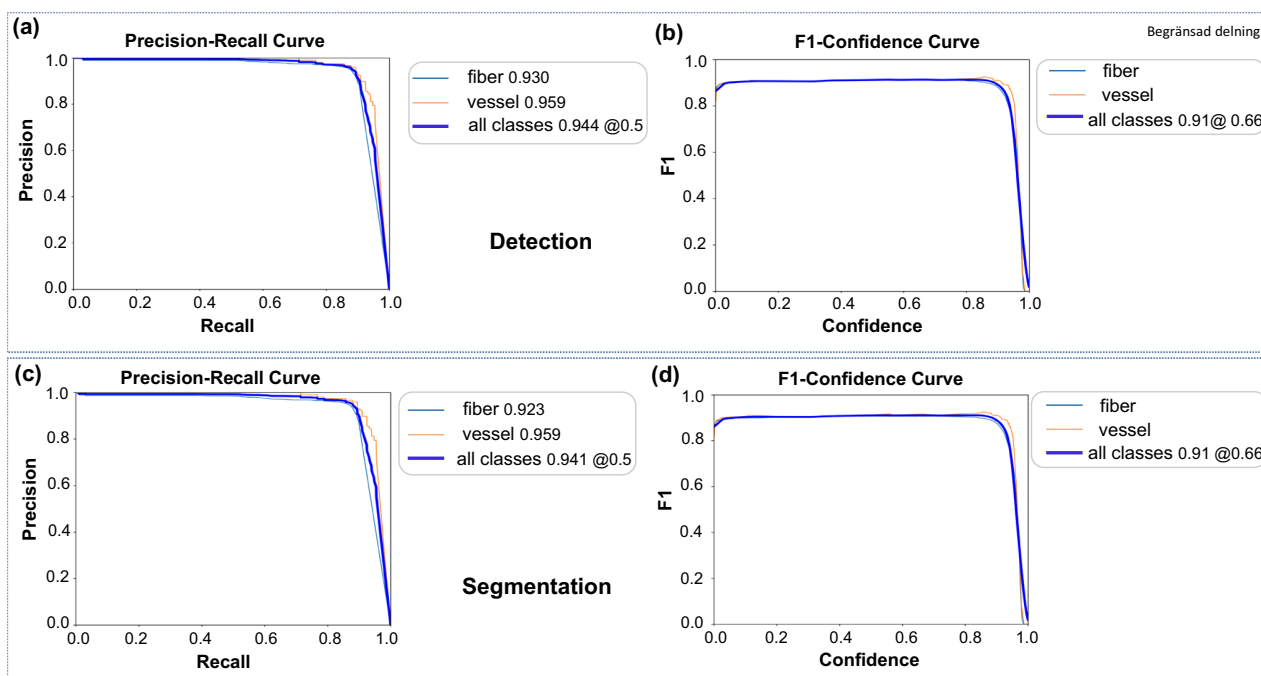 (a)
Precision-Recall Curve
1.0
0.8
0.6
0.4
0.2
0.0
Precision
0.0 0.2 0.4 0.6 0.8 1.0
Recall
fiber 0.930
vessel 0.959
all classes 0.944 @0.5
Detection
(b)
F1-Confidence Curve
Begränsad delning
1.0
0.8
0.6
0.4
0.2
0.0
F1
0.0 0.2 0.4 0.6 0.8 1.0
Confidence
fiber
vessel
all classes 0.91@ 0.66
(c)
Precision-Recall Curve
1.0
0.8
0.6
0.4
0.2
0.0
Precision
0.0 0.2 0.4 0.6 0.8 1.0
Recall
fiber 0.923
vessel 0.959
all classes 0.941 @0.5
Segmentation
(d)
F1-Confidence Curve
1.0
0.8
0.6
0.4
0.2
0.0
F1
0.0 0.2 0.4 0.6 0.8 1.0
Confidence
fiber
vessel
all classes 0.91 @0.66